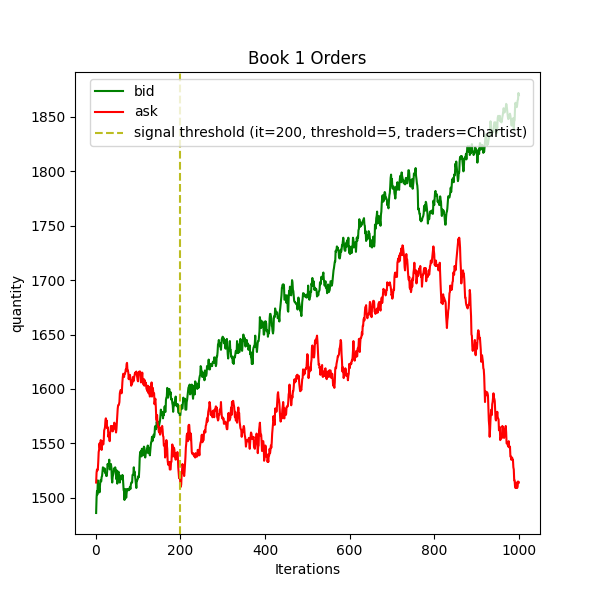 Book 1 Orders
bid
ask
signal threshold (it=200, threshold=5, traders=Chartist)
quantity
1850
1800
1750
1700
1650
1600
1550
1500
0
200
400
600
800
1000
Iterations